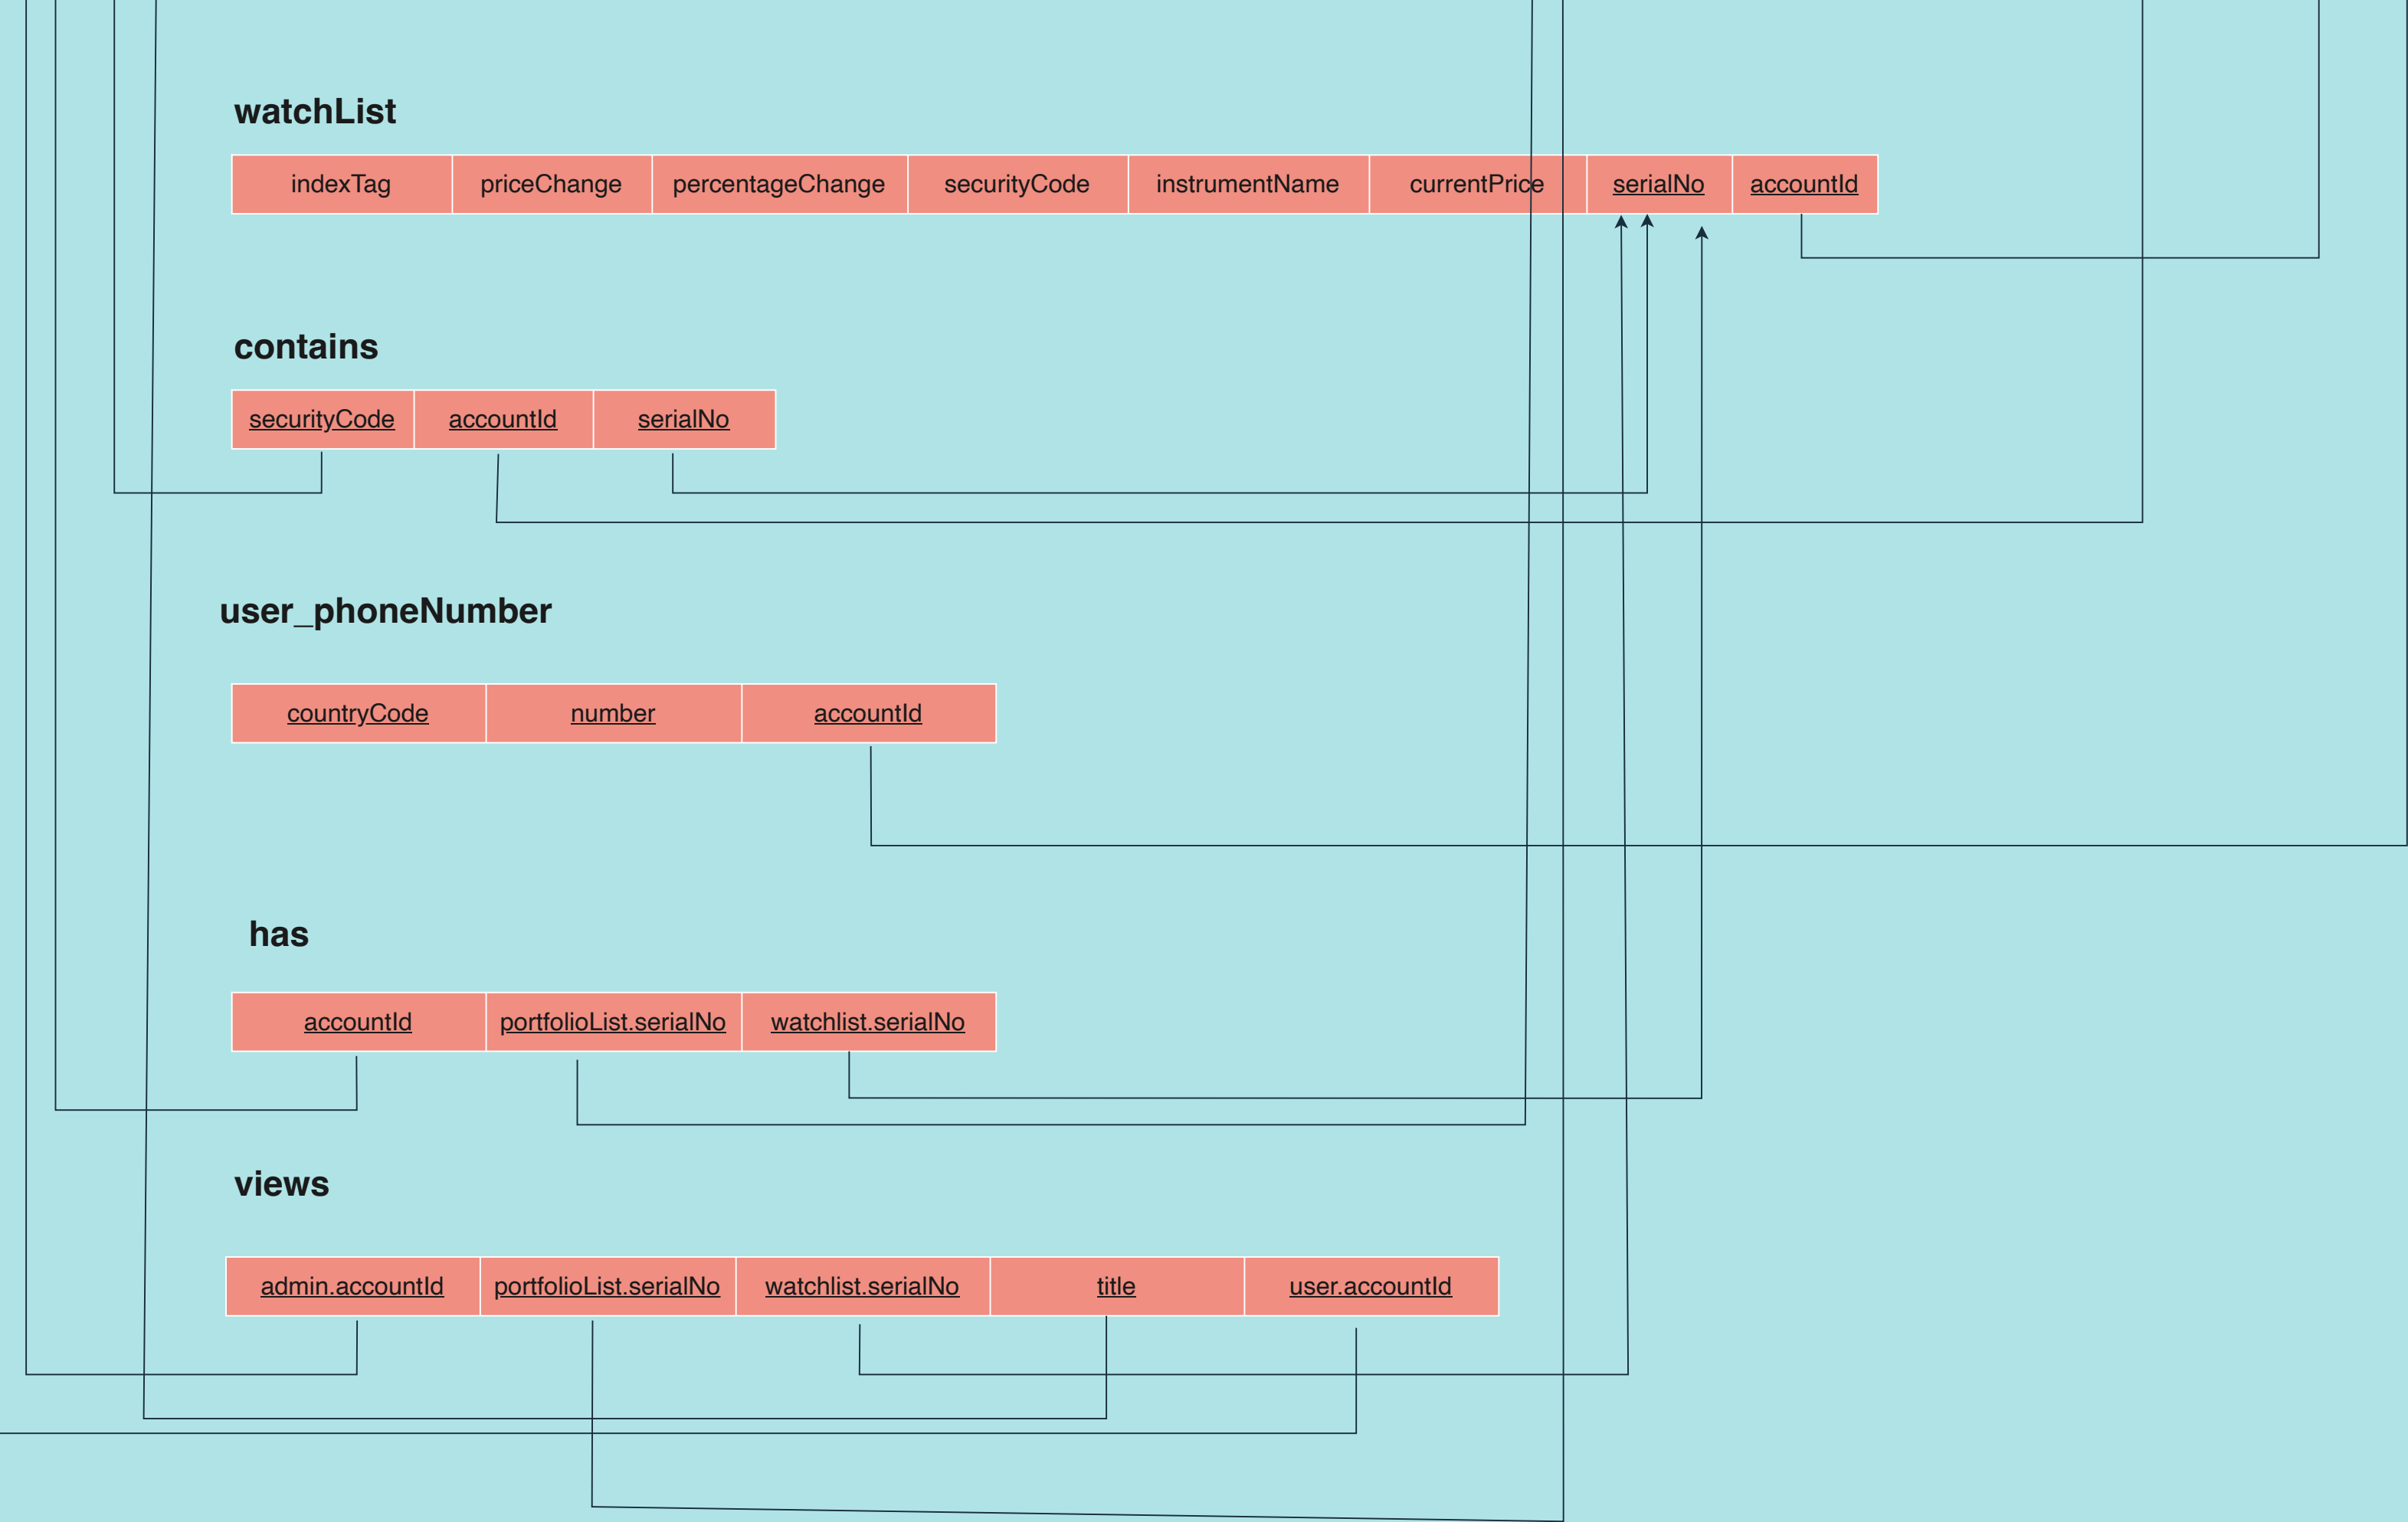 watchList
indexTag priceChange percentageChange securityCode instrumentName currentPrice serialNo accountId
contains
securityCode accountId serialNo
user_phoneNumber
countryCode number accountId
has
accountId portfolioList.serialNo watchlist.serialNo
views
admin.accountId portfolioList.serialNo watchlist.serialNo title user.accountId